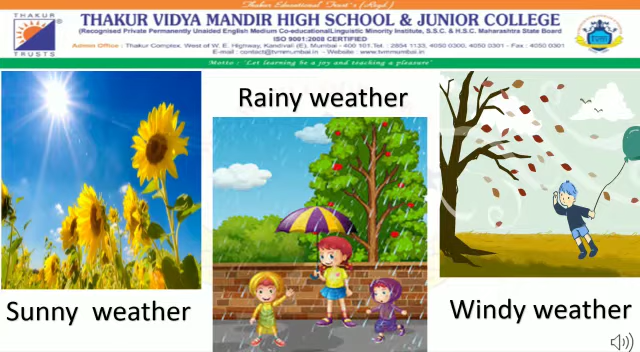 Thakur Educational Trust's (Regd.)
THAKUR VIDYA MANDIR HIGH SCHOOL & JUNIOR COLLEGE
(Recognised Private Permanently Unaided English Medium Co-educational Linguistic Minority Institute, S.S.C. & H.S.C. Maharashtra State Board
ISO 9001:2008 CERTIFIED
Admin Office : Thakur Complex, West of W. E. Highway, Kandivali (E), Mumbai - 400 101. Tel. : 2854 1133, 4050 0300, 4050 0301 - Fax : 4050 0301
E-mail : contact@tvmmumbai.in - Website : www.tvmmumbai.in
Motto : 'Let learning be a joy and teaching a pleasure'
THAKUR
TRUSTS
Rainy weather
Sunny weather
Windy weather